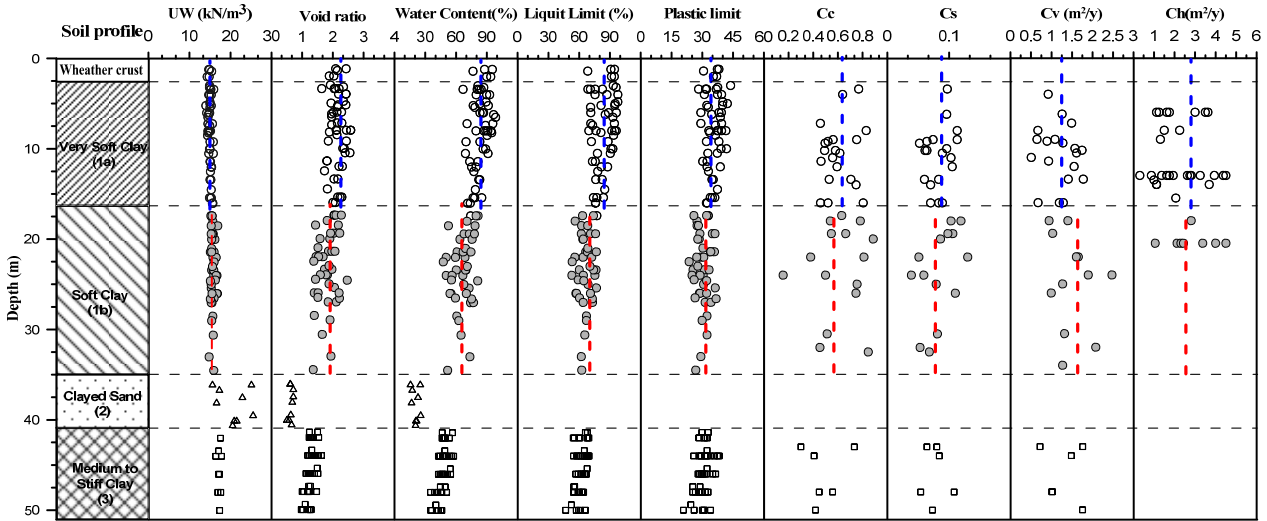 Soil profile
UW (kN/m3)
Void ratio
Water Content(%)
Liquit Limit (%)
Plastic limit
Cc
Cs
Cv (m²/y)
Ch(m²/y)
0 10 20 30
1 2 3 4
30 60 90 0
30 60 90 0
15 30 45 60
0.2 0.4 0.6 0.8 0
0.1 0
0.5 1.0 1.5 2.0 2.5 3
1 2 3 4 5 6
Depth (m)
0
10
20
30
40
50
Wheather crust
Very Soft Clay
(1a)
Soft Clay
(1b)
Clayed Sand
(2)
Medium to
Stiff Clay
(3)